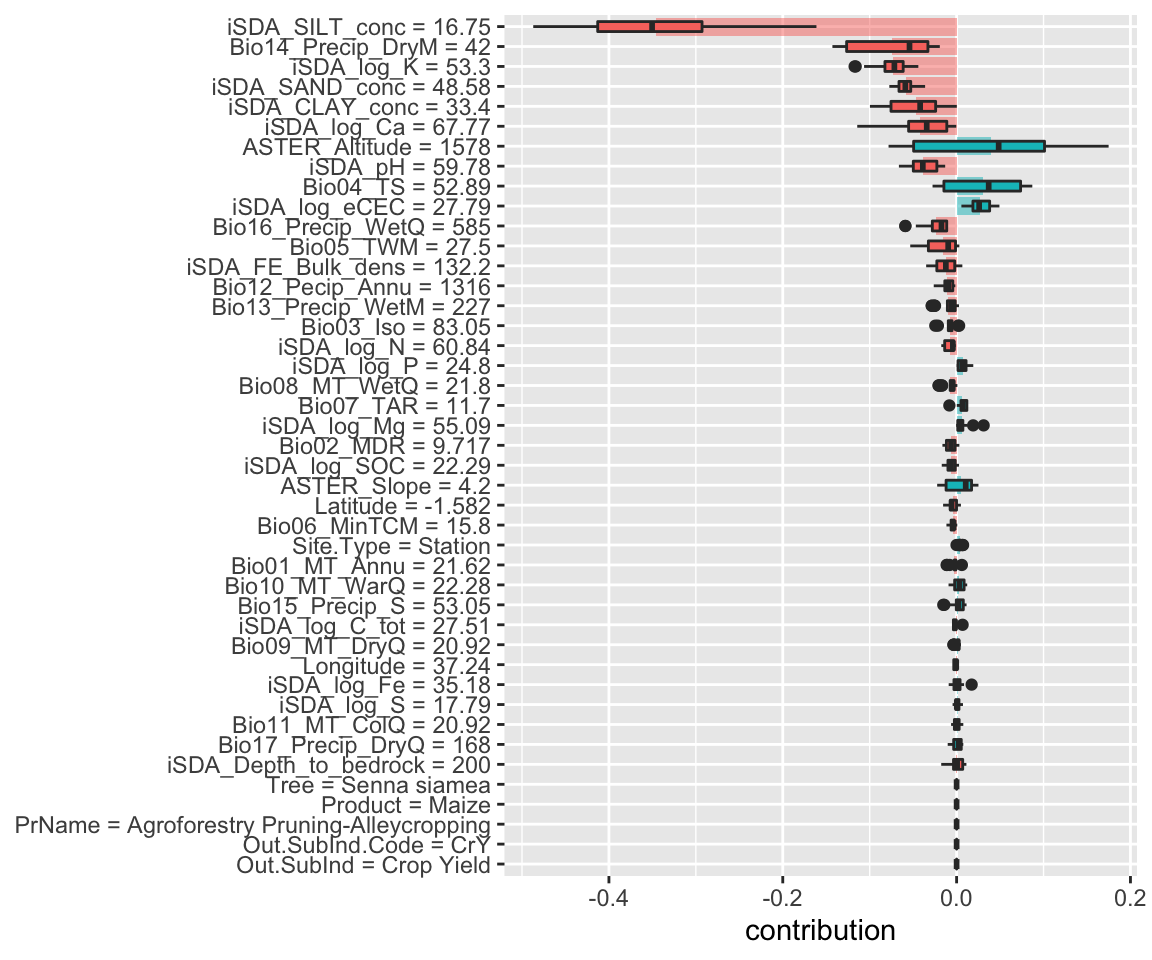 iSDA_SILT_conc = 16.75
Bio14_Precip_DryM = 42
iSDA_log_K = 53.3
iSDA_SAND_conc = 48.58
iSDA_CLAY_conc = 33.4
iSDA_log_Ca = 67.77
ASTER_Altitude = 1578
iSDA_pH = 59.78
Bio04_TS = 52.89
iSDA_log_eCEC = 27.79
Bio16_Precip_WetQ = 585
Bio05_TWM = 27.5
iSDA_FE_Bulk_dens = 132.2
Bio12_Pecip_Annu = 1316
Bio13_Precip_WetM = 227
Bio03_Iso = 83.05
iSDA_log_N = 60.84
iSDA_log_P = 24.8
Bio08_MT_WetQ = 21.8
Bio07_TAR = 11.7
iSDA_log_Mg = 55.09
Bio02_MDR = 9.717
iSDA_log_SOC = 22.29
ASTER_Slope = 4.2
Latitude = -1.582
Bio06_MinTCM = 15.8
Site.Type = Station
Bio01_MT_Annu = 21.62
Bio10_MT_WarQ = 22.28
Bio15_Precip_S = 53.05
iSDA_log_C_tot = 27.51
Bio09_MT_DryQ = 20.92
Longitude = 37.24
iSDA_log_Fe = 35.18
iSDA_log_S = 17.79
Bio11_MT_ColQ = 20.92
Bio17_Precip_DryQ = 168
iSDA_Depth_to_bedrock = 200
Tree = Senna siamea
Product = Maize
PrName = Agroforestry Pruning-Alleycropping
Out.SubInd.Code = CrY
Out.SubInd = Crop Yield
-0.4 -0.2 0.0 0.2
contribution